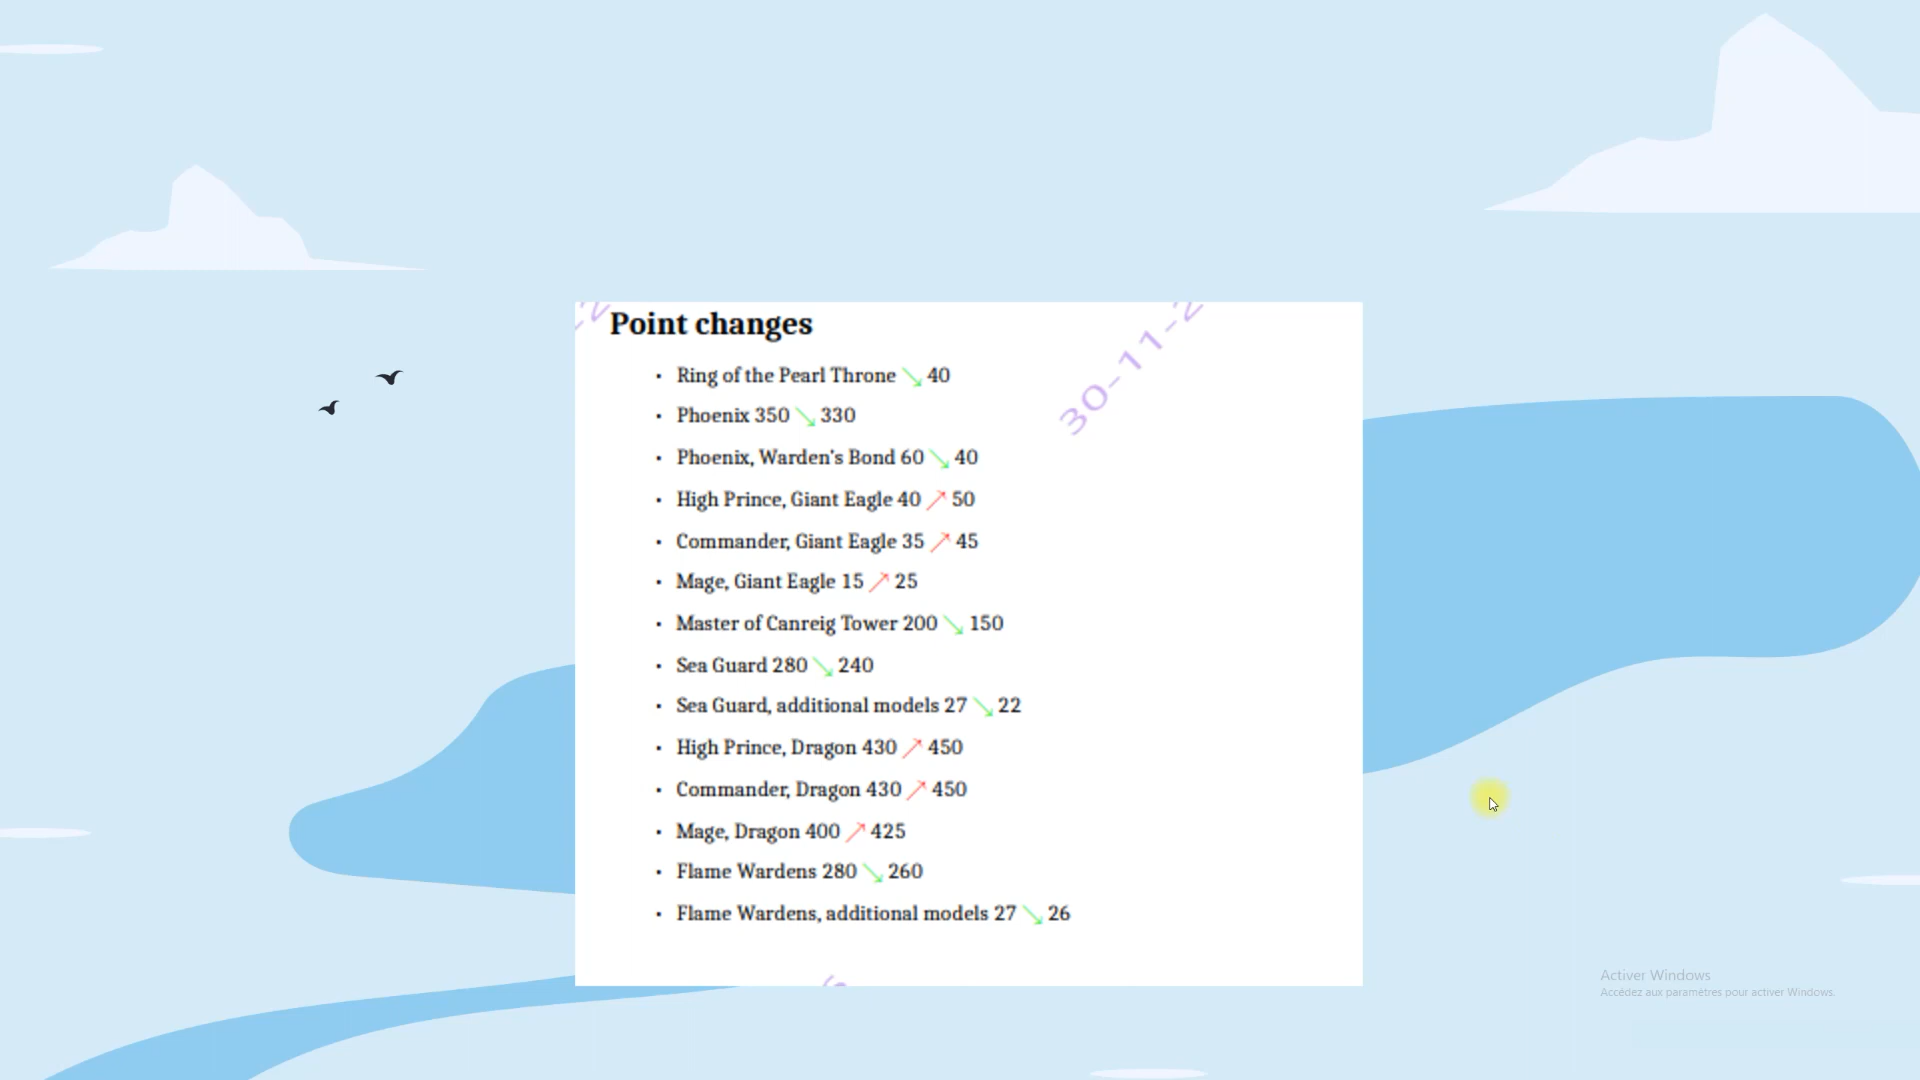 Point changes
30-11-2
• Ring of the Pearl Throne ↘ 40
• Phoenix 350 ↘ 330
• Phoenix, Warden's Bond 60 ↘ 40
• High Prince, Giant Eagle 40 ↗ 50
• Commander, Giant Eagle 35 ↗ 45
• Mage, Giant Eagle 15 ↗ 25
• Master of Canreig Tower 200 ↘ 150
• Sea Guard 280 ↘ 240
• Sea Guard, additional models 27 ↘ 22
• High Prince, Dragon 430 ↗ 450
• Commander, Dragon 430 ↗ 450
• Mage, Dragon 400 ↗ 425
• Flame Wardens 280 ↘ 260
• Flame Wardens, additional models 27 ↘ 26
Activer Windows
Accédez aux paramètres pour activer Windows.